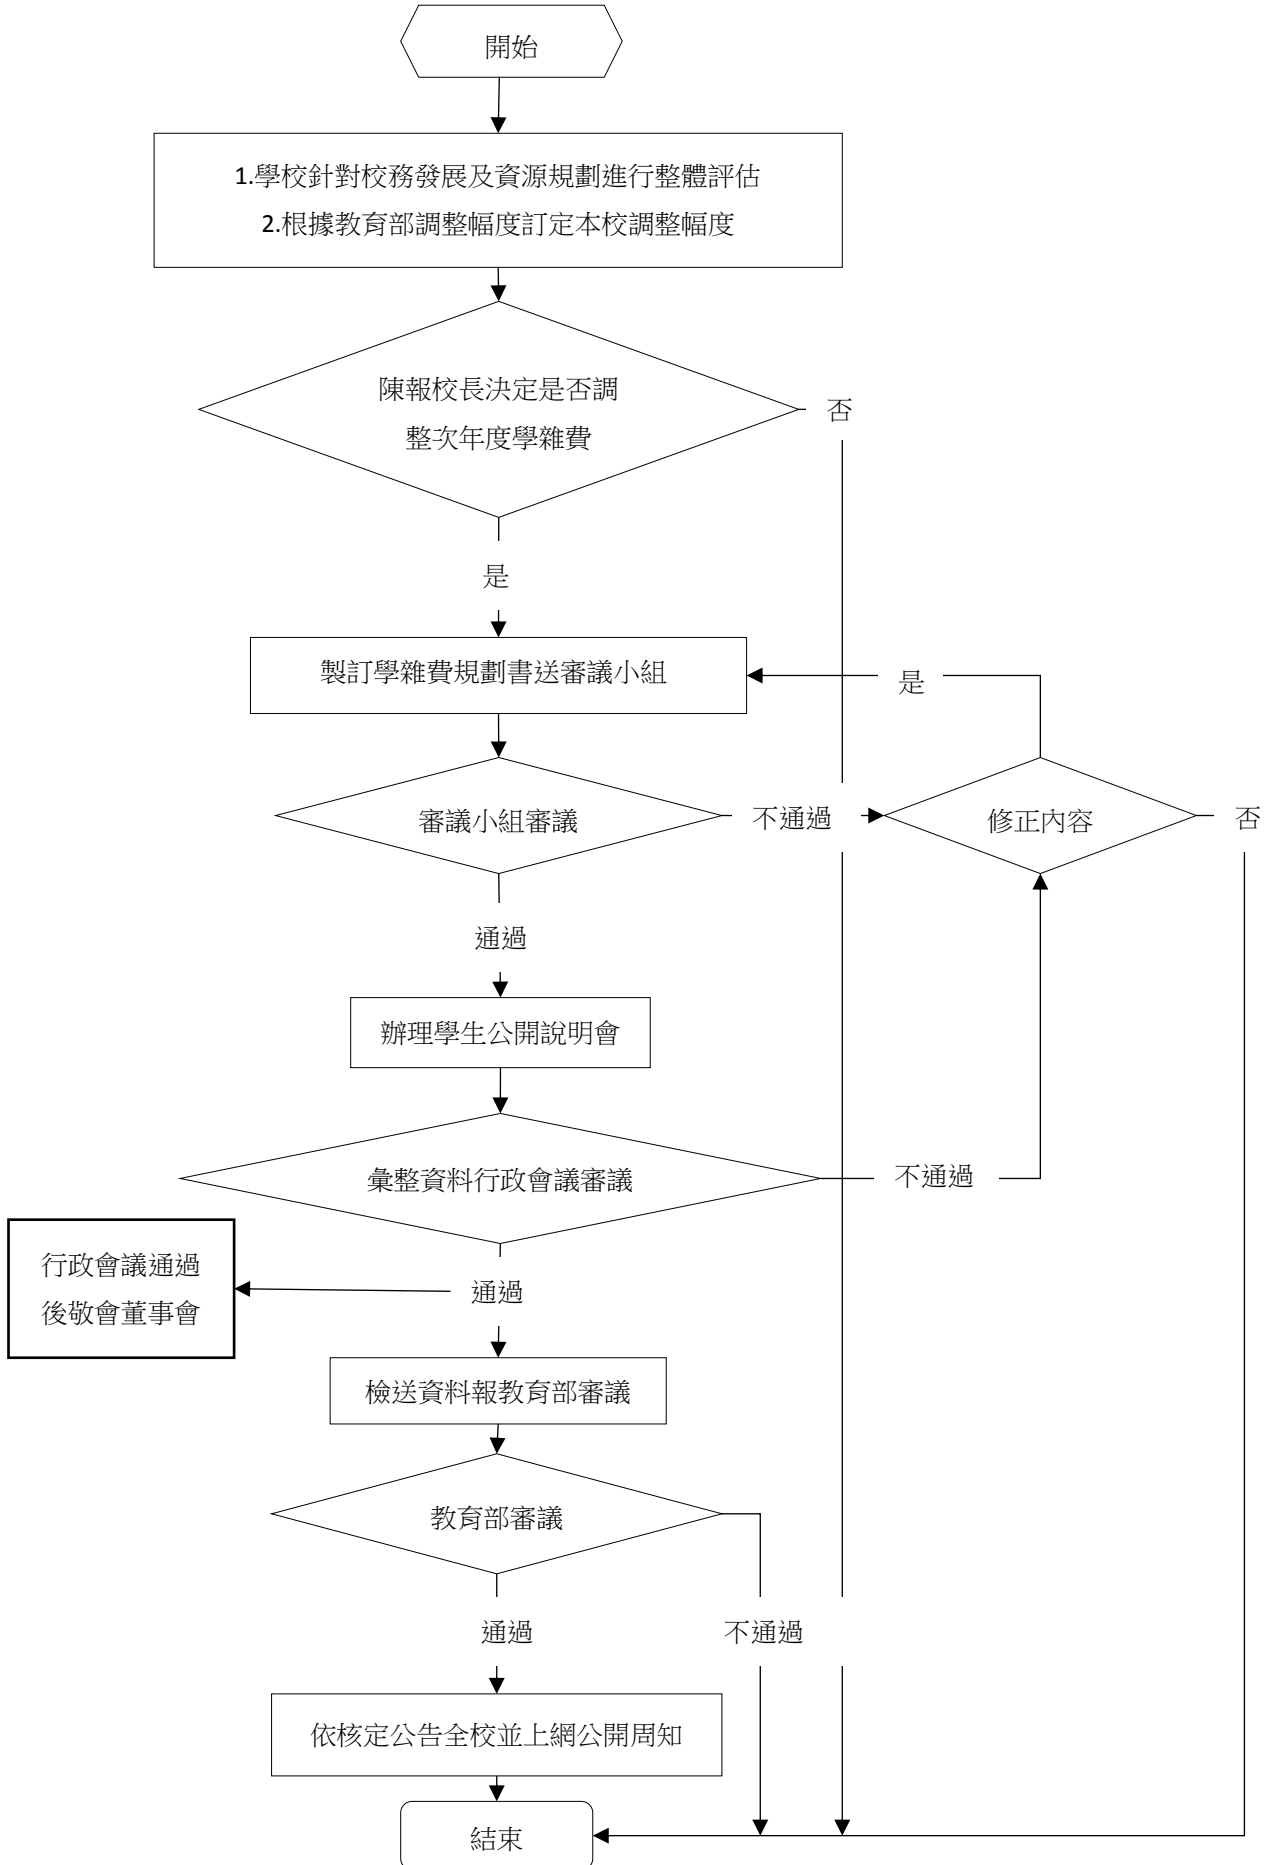 開始
1.學校針對校務發展及資源規劃進行整體評估
2.根據教育部調整幅度訂定本校調整幅度
陳報校長決定是否調
整次年度學雜費
否
是
製訂學雜費規劃書送審議小組
是
審議小組審議
不通過
修正內容
否
通過
辦理學生公開說明會
彙整資料行政會議審議
不通過
行政會議通過
後敬會董事會
通過
檢送資料報教育部審議
教育部審議
通過
不通過
依核定公告全校並上網公開周知
結束